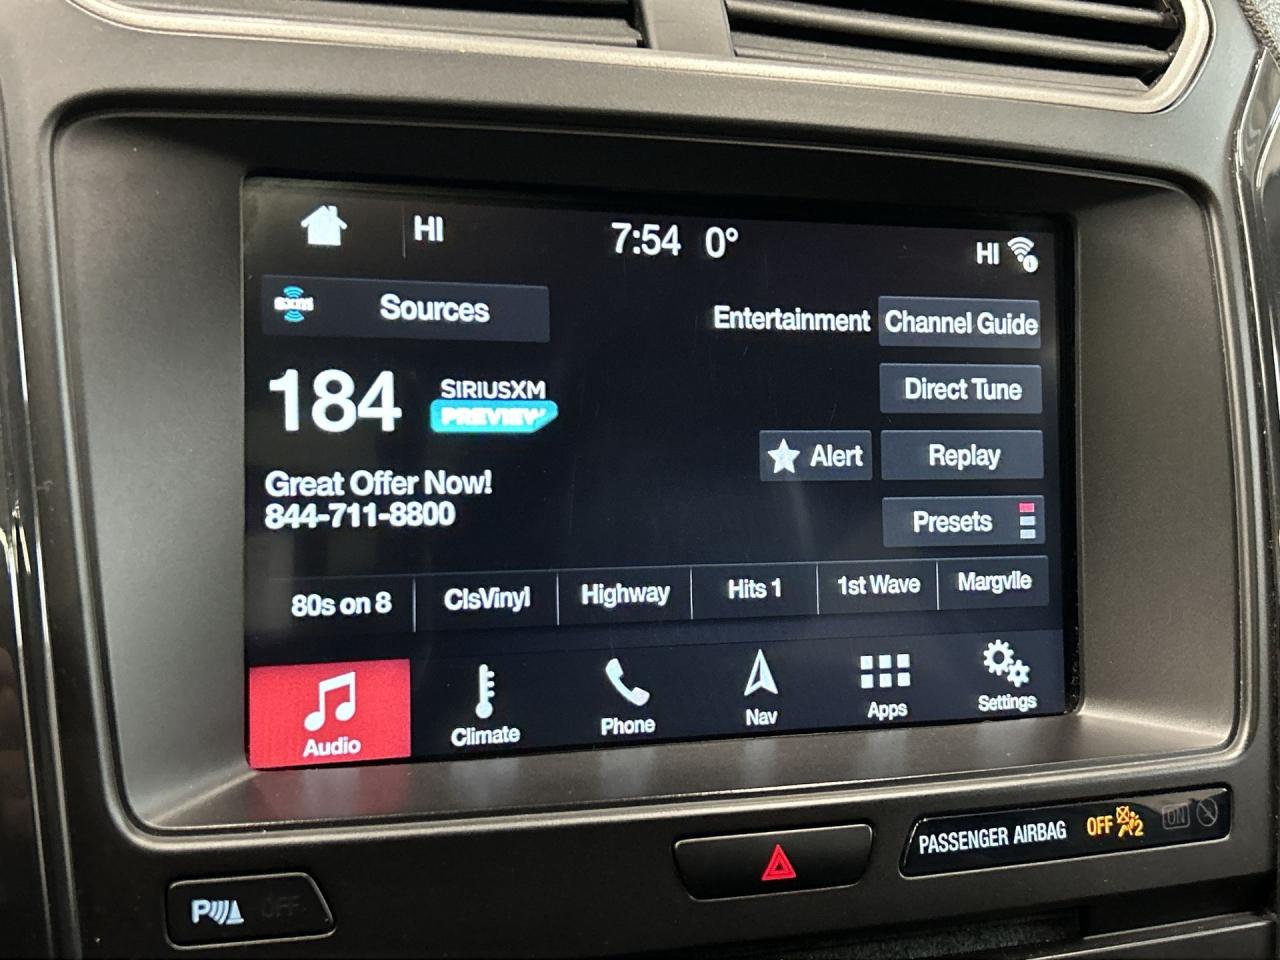 HI 7:54 0° HI
sxm Sources Entertainment Channel Guide
184 SIRIUSXM
PREVIEW
Direct Tune
Alert Replay
Great Offer Now!
844-711-8800
Presets
80s on 8 ClsVinyl Highway Hits 1 1st Wave Margvlle
Audio Climate Phone Nav Apps Settings
PASSENGER AIRBAG OFF 2 ON
P OFF